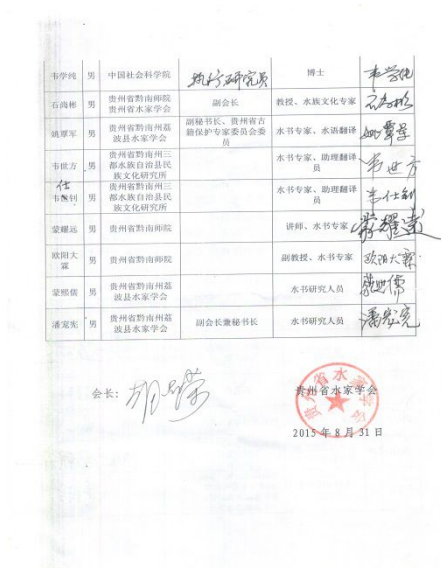 韦学纯 男 中国社会科学院 助研研究员 博士 韦学纯
石尚彬 男 贵州省黔南师院 贵州省水家学会 副会长 教授、水族文化专家 石尚彬
姚覃军 男 贵州省黔南州荔波县水家学会 副秘书长、贵州省古籍保护专家委员会委员 水书专家、水语翻译 姚覃军
韦世方 男 贵州省黔南州三都水族自治县民族文化研究所 水书专家、助理翻译员 韦世方
仕
韦 钊 男 贵州省黔南州三都水族自治县民族文化研究所 水书专家、助理翻译员 韦仕钊
蒙耀远 男 贵州省黔南师院 讲师、水书专家 蒙耀远
欧阳大霖 男 贵州省黔南师院 副教授、水书专家 欧阳大霖
蒙熙儒 男 贵州省黔南州荔波县水家学会 水书研究人员 蒙熙儒
潘宠宪 男 贵州省黔南州荔波县水家学会 副会长兼秘书长 水书研究人员
会长：
贵州省水家学会
贵州省水家学会
2015 年 8 月 31 日